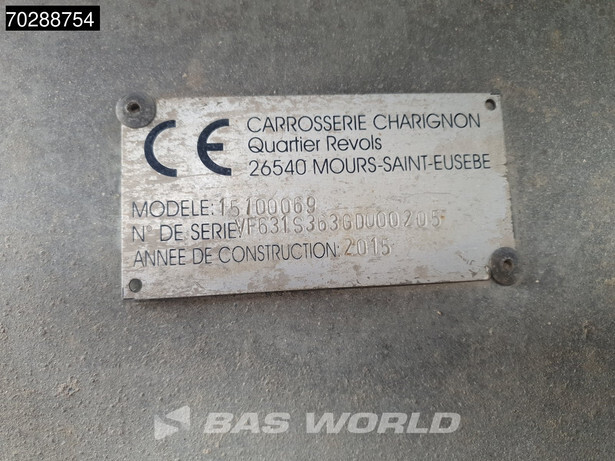 70288754
CE
CARROSSERIE CHARIGNON
Quartier Revols
26540 MOURS-SAINT-EUSEBE
MODELE: 15100069
N° DE SERIE VF631S363GD000205
ANNEE DE CONSTRUCTION: 2015
BAS WORLD